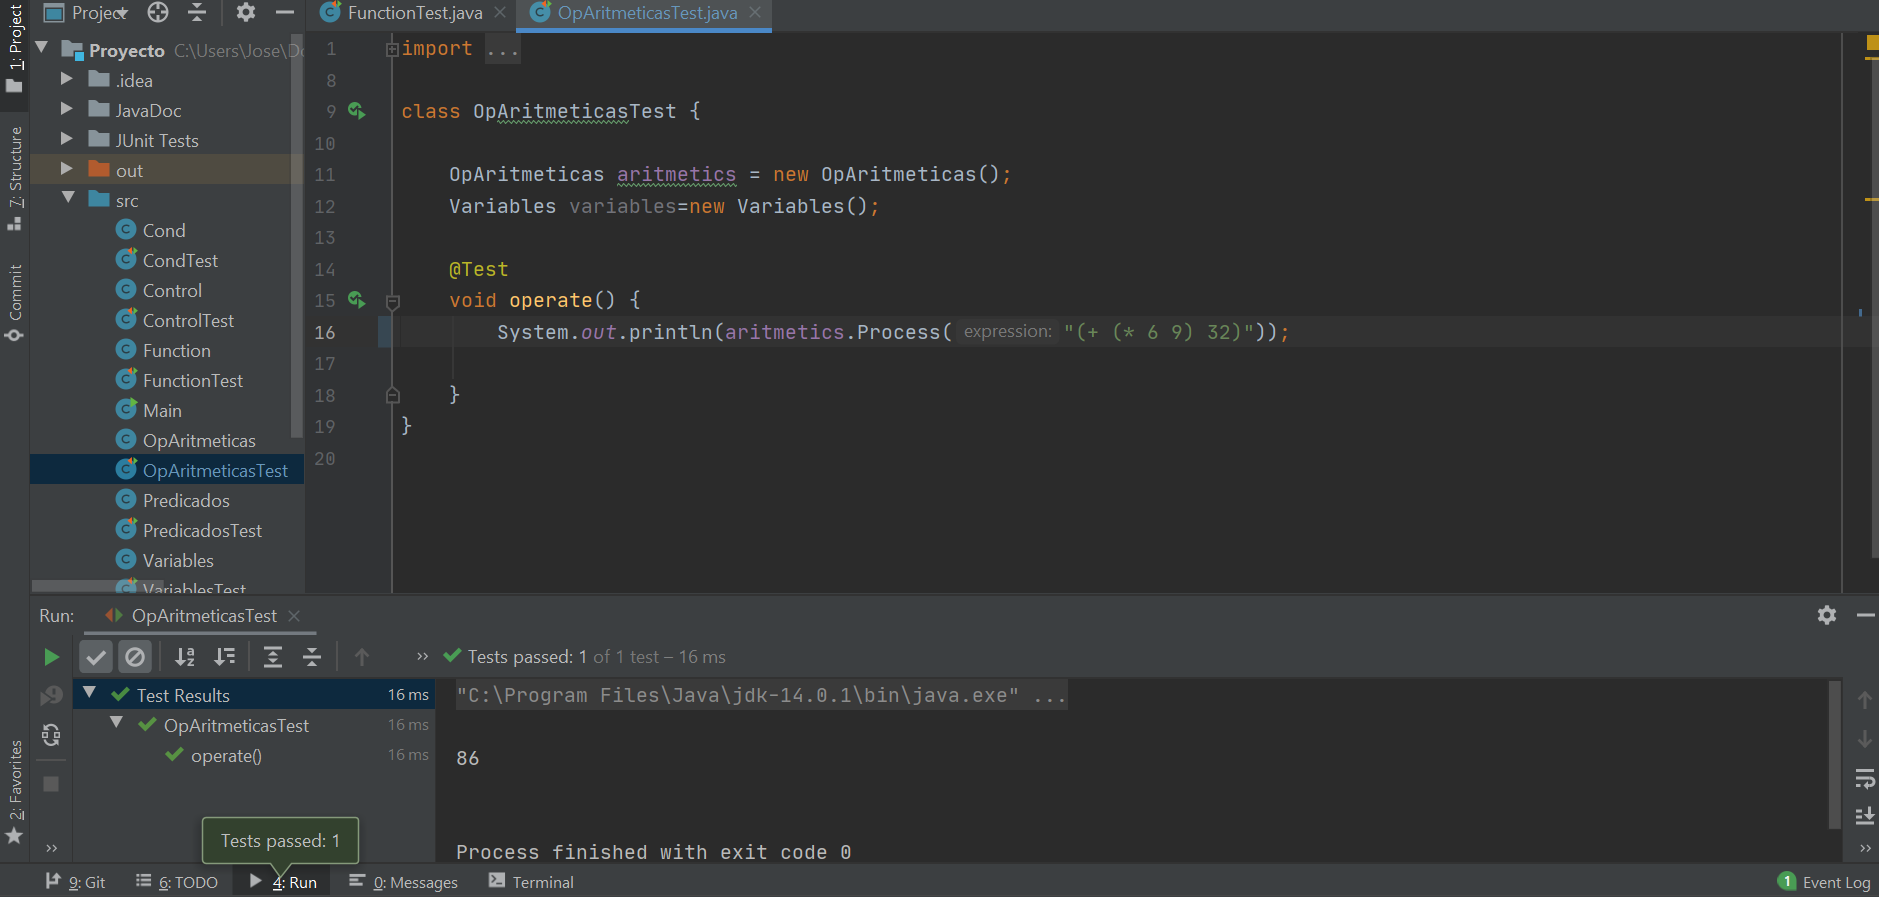 Project
FunctionTest.java
OpAritmeticasTest.java
1: Project
7: Structure
Commit
2: Favorites
Proyecto C:\Users\Jose\Do
.idea
JavaDoc
JUnit Tests
out
src
Cond
CondTest
Control
ControlTest
Function
FunctionTest
Main
OpAritmeticas
OpAritmeticasTest
Predicados
PredicadosTest
Variables
VariablesTest
1 import ...
8
9 class OpAritmeticasTest {
10
11 OpAritmeticas aritmetics = new OpAritmeticas();
12 Variables variables=new Variables();
13
14 @Test
15 void operate() {
16 System.out.println(aritmetics.Process( expression: "(+ (* 6 9) 32)"));
17
18 }
19 }
20
Run: OpAritmeticasTest
Tests passed: 1 of 1 test – 16 ms
Test Results 16 ms
OpAritmeticasTest 16 ms
operate() 16 ms
"C:\Program Files\Java\jdk-14.0.1\bin\java.exe" ...
86
Process finished with exit code 0
Tests passed: 1
9: Git
6: TODO
4: Run
0: Messages
Terminal
1 Event Log